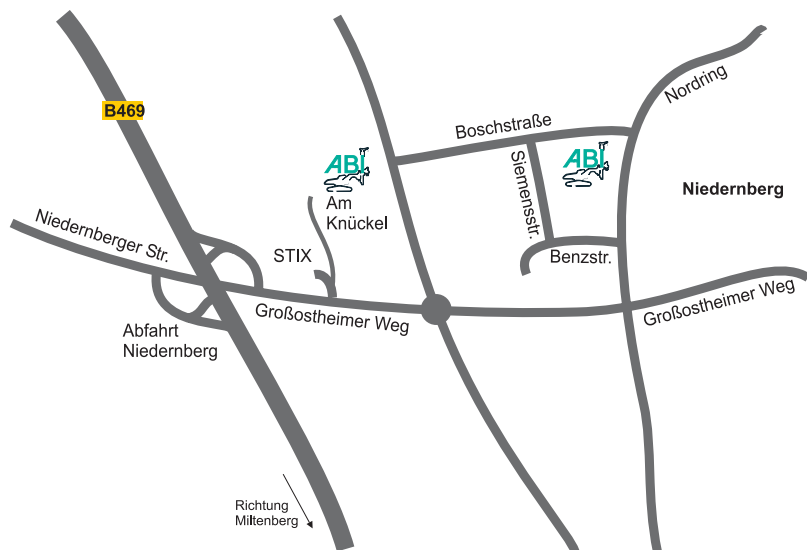 B469
Nordring
Boschstraße
ABI
ABI
Siemensstr.
Niedernberg
Am
Knückel
Niedernberger Str.
STIX
Benzstr.
Großostheimer Weg
Großostheimer Weg
Abfahrt
Niedernberg
Richtung
Miltenberg